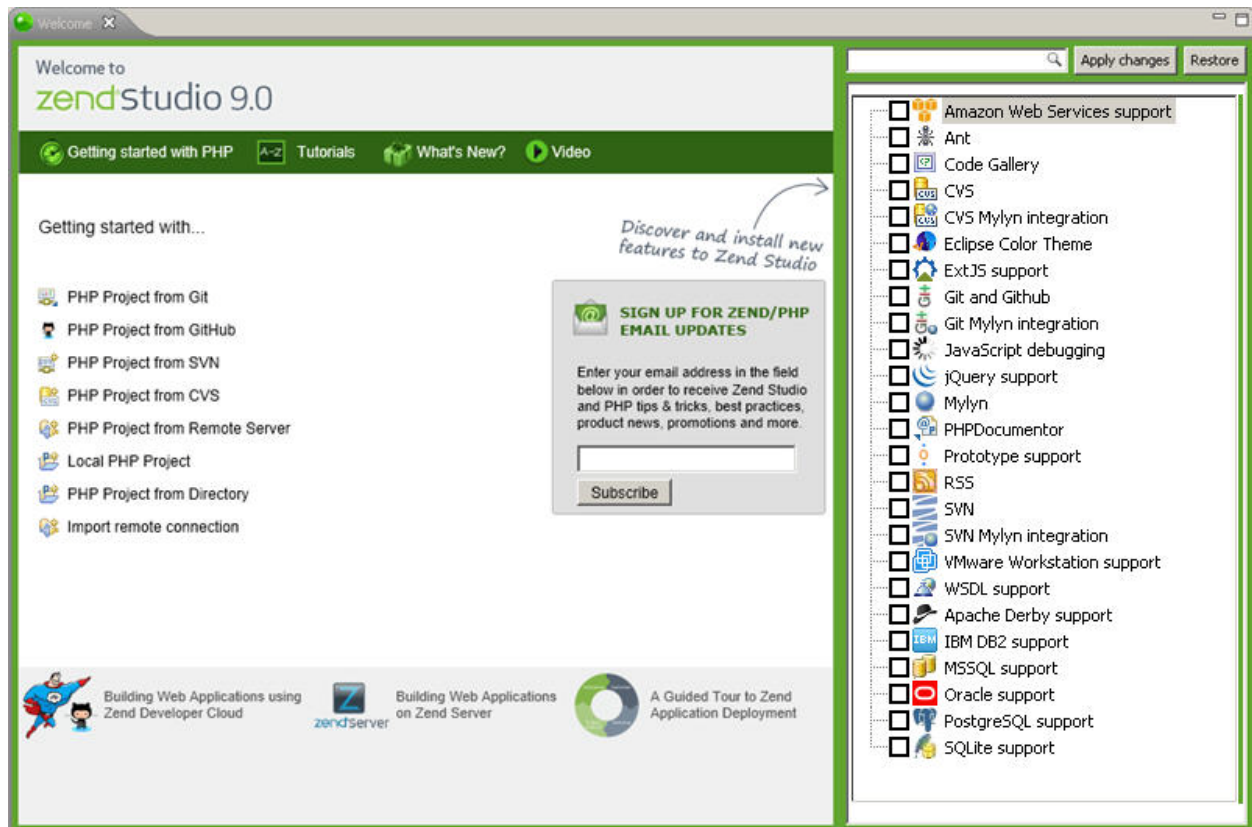 Welcome
Apply changes
Restore
Welcome to
zend studio 9.0
Getting started with PHP
A-Z
Tutorials
What's New?
Video
Getting started with...
Discover and install new
features to Zend Studio
PHP Project from Git
PHP Project from GitHub
PHP Project from SVN
PHP Project from CVS
PHP Project from Remote Server
Local PHP Project
PHP Project from Directory
Import remote connection
SIGN UP FOR ZEND/PHP
EMAIL UPDATES
Enter your email address in the field
below in order to receive Zend Studio
and PHP tips & tricks, best practices,
product news, promotions and more.
Subscribe
Building Web Applications using
Zend Developer Cloud
zend server
Building Web Applications
on Zend Server
A Guided Tour to Zend
Application Deployment
Amazon Web Services support
Ant
Code Gallery
CVS
CVS Mylyn integration
Eclipse Color Theme
ExtJS support
Git and Github
Git Mylyn integration
JavaScript debugging
jQuery support
Mylyn
PHPDocumentor
Prototype support
RSS
SVN
SVN Mylyn integration
VMware Workstation support
WSDL support
Apache Derby support
IBM DB2 support
MSSQL support
Oracle support
PostgreSQL support
SQLite support